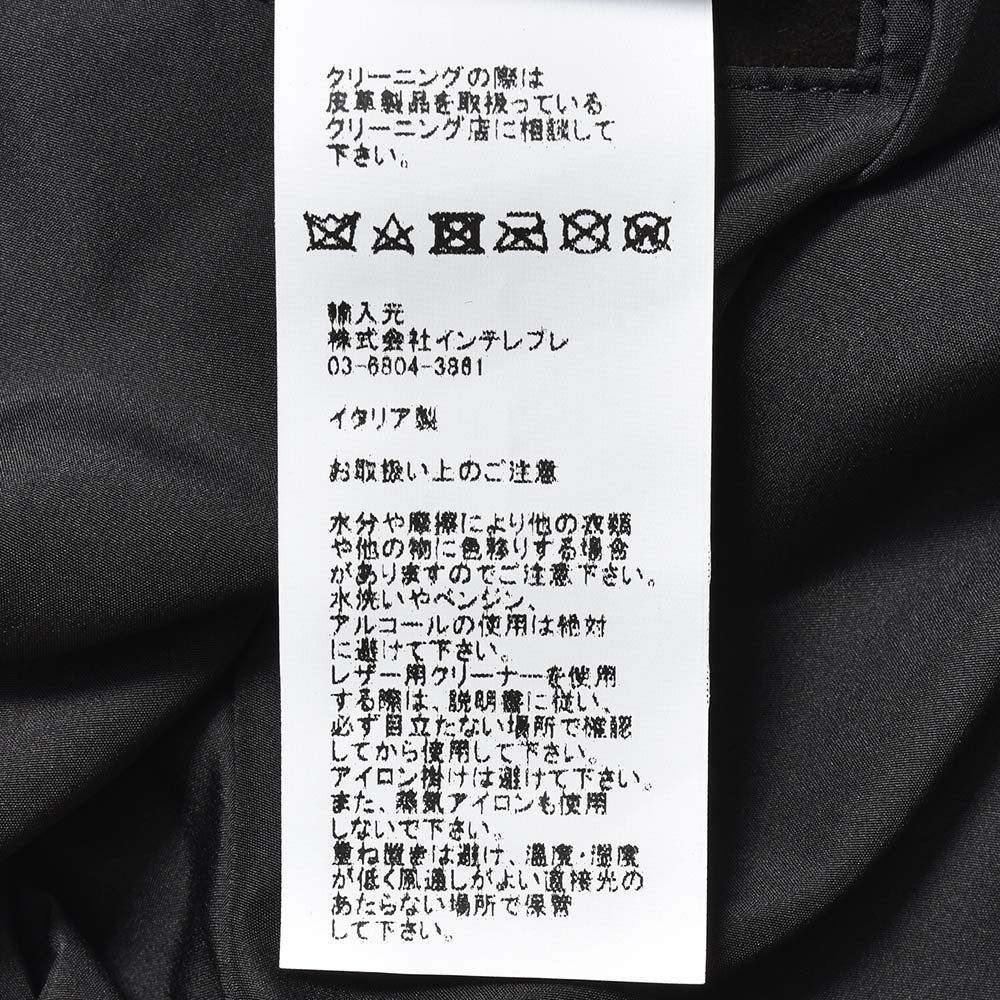 クリーニングの際は
皮革製品を取扱っている
クリーニング店に相談して
下さい。
輸入元
株式会社インテレプレ
03-6804-3861
イタリア製
お取扱い上のご注意
水分や摩擦により他の衣類
や他の物に色移りする場合
がありますのでご注意下さい。
水洗いやベンジン、
アルコールの使用は絶対
に避けて下さい。
レザー用クリーナーを使用
する際は、説明書に従い、
必ず目立たない場所で確認
してから使用して下さい。
アイロン掛けは避けて下さい。
また、蒸気アイロンも使用
しないで下さい。
重ね置きは避け、温度・湿度
が低く風通しがよい直接光の
あたらない場所で保管
して下さい。